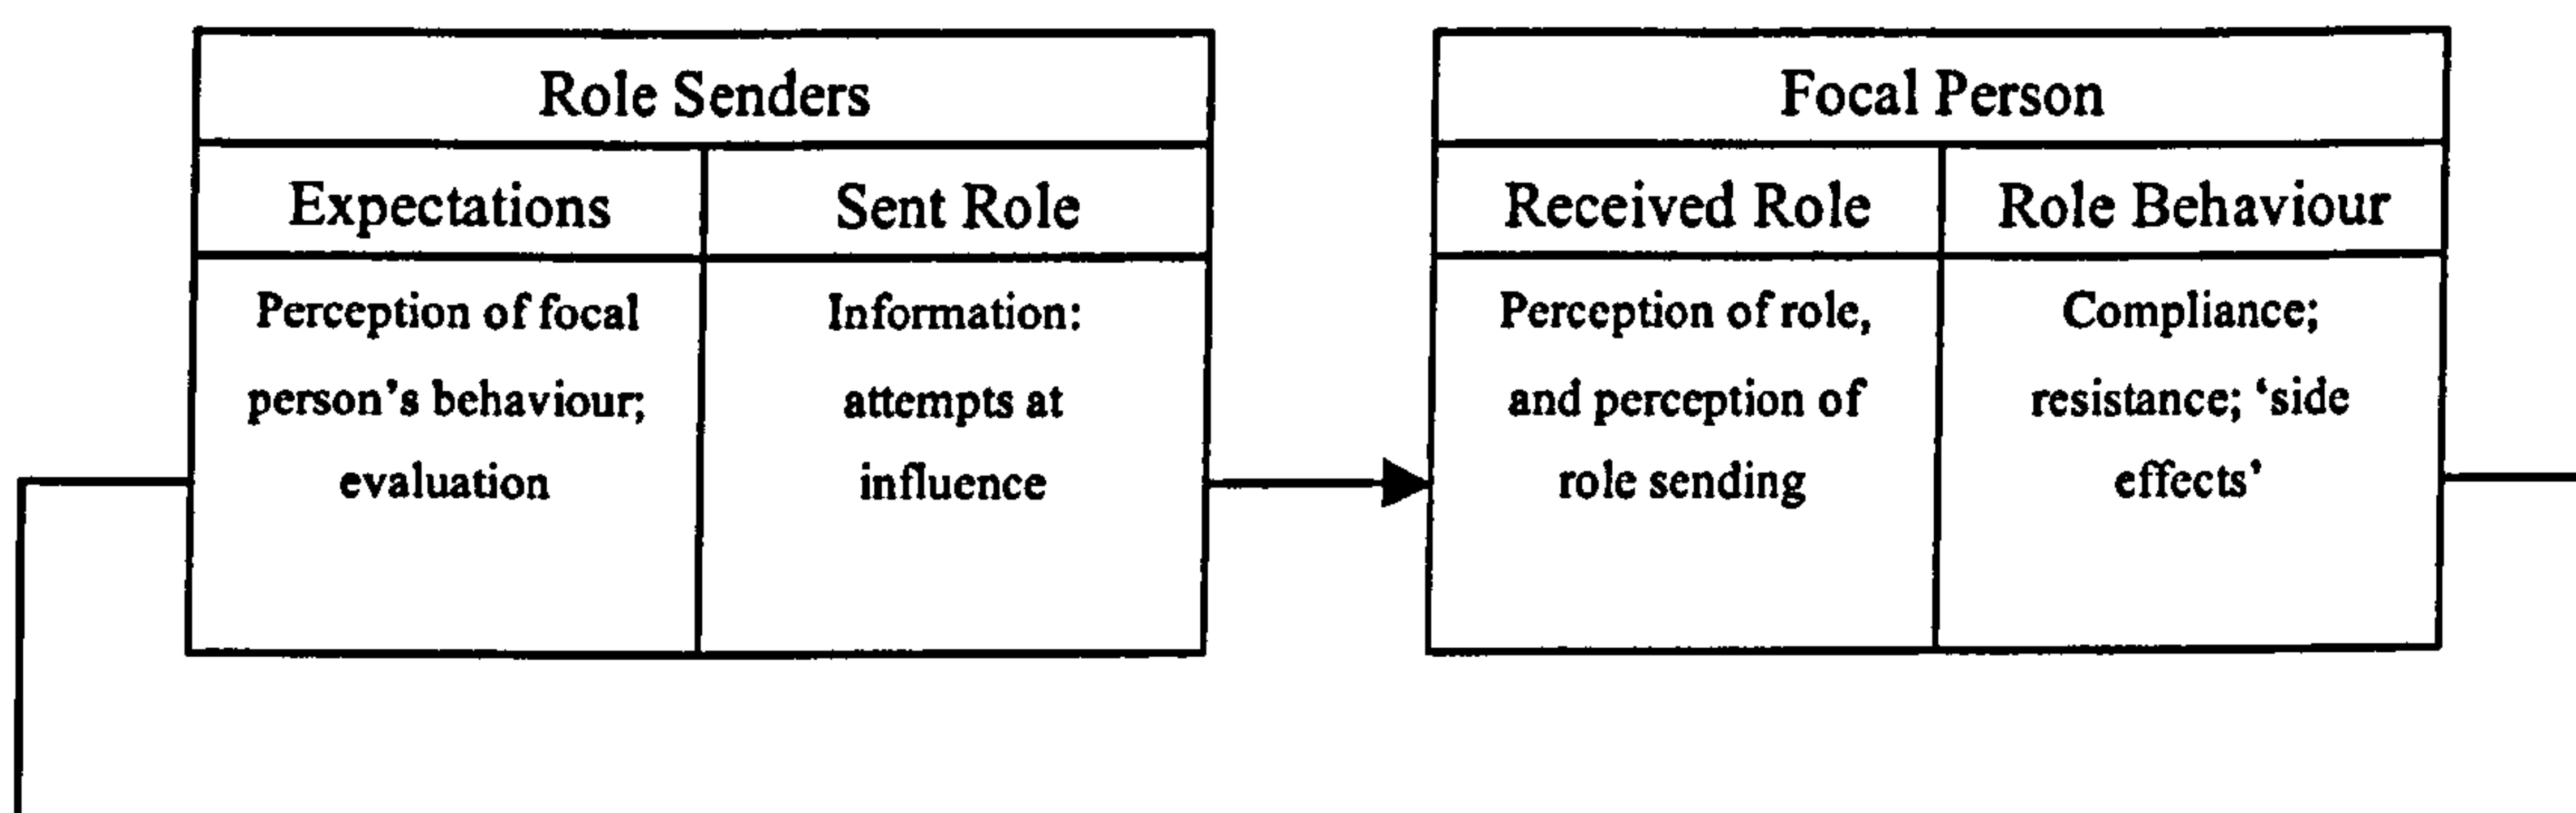 Role Senders
Expectations
Sent Role
Perception of focal
person's behaviour;
evaluation
Information:
attempts at
influence
Focal Person
Received Role
Role Behaviour
Perception of role,
and perception of
role sending
Compliance;
resistance; 'side
effects'